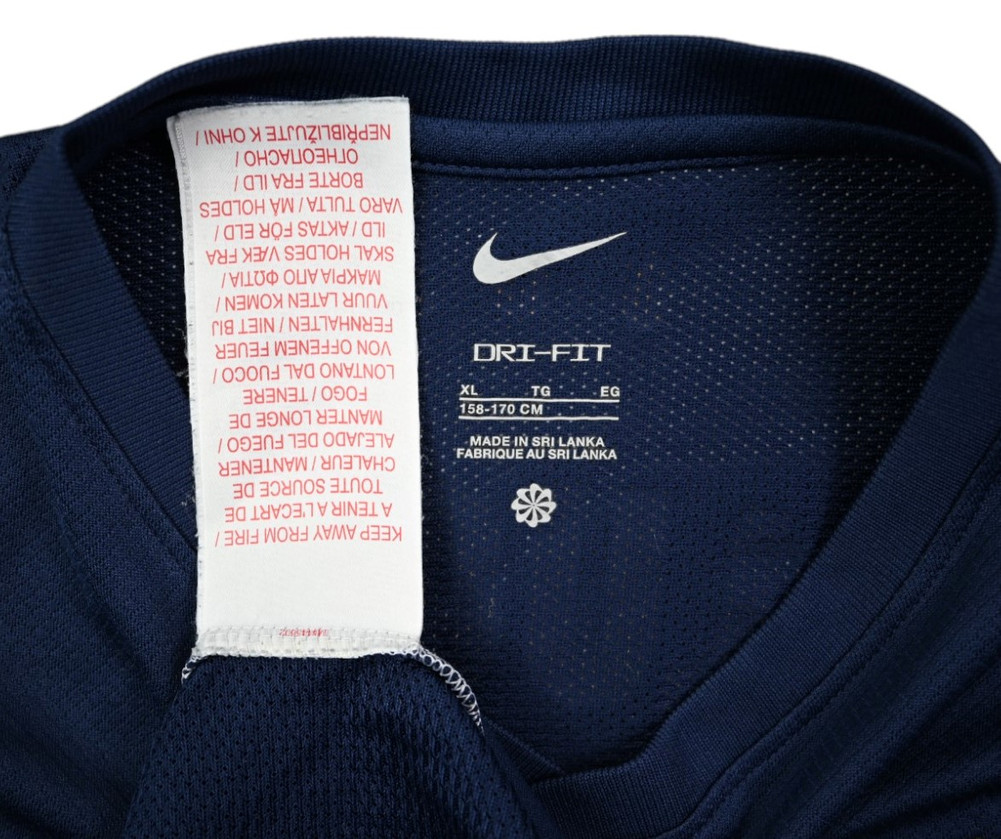 KEEP AWAY FROM FIRE /
A TENIR A L'ECART DE
TOUTE SOURCE DE
CHALEUR / MANTENER
ALEJADO DEL FUEGO /
MANTER LONGE DE
FOGO / TENERE
LONTANO DAL FUOCO /
VON OFFENEM FEUER
FERNHALTEN / NIET BIJ
VUUR LATEN KOMEN /
ΜΑΚΡΙΑ ΑΠΟ ΦΩΤΙΑ /
SKAL HOLDES VÆK FRA
ILD / AKTAS FÖR ELD /
VARO TULTA / MÅ HOLDES
BORTE FRA ILD /
ОГНЕОПАСНО /
NEPŘIBLIŽUJTE K OHNI /
DRI-FIT
XL TG EG
158-170 CM
MADE IN SRI LANKA
FABRIQUE AU SRI LANKA